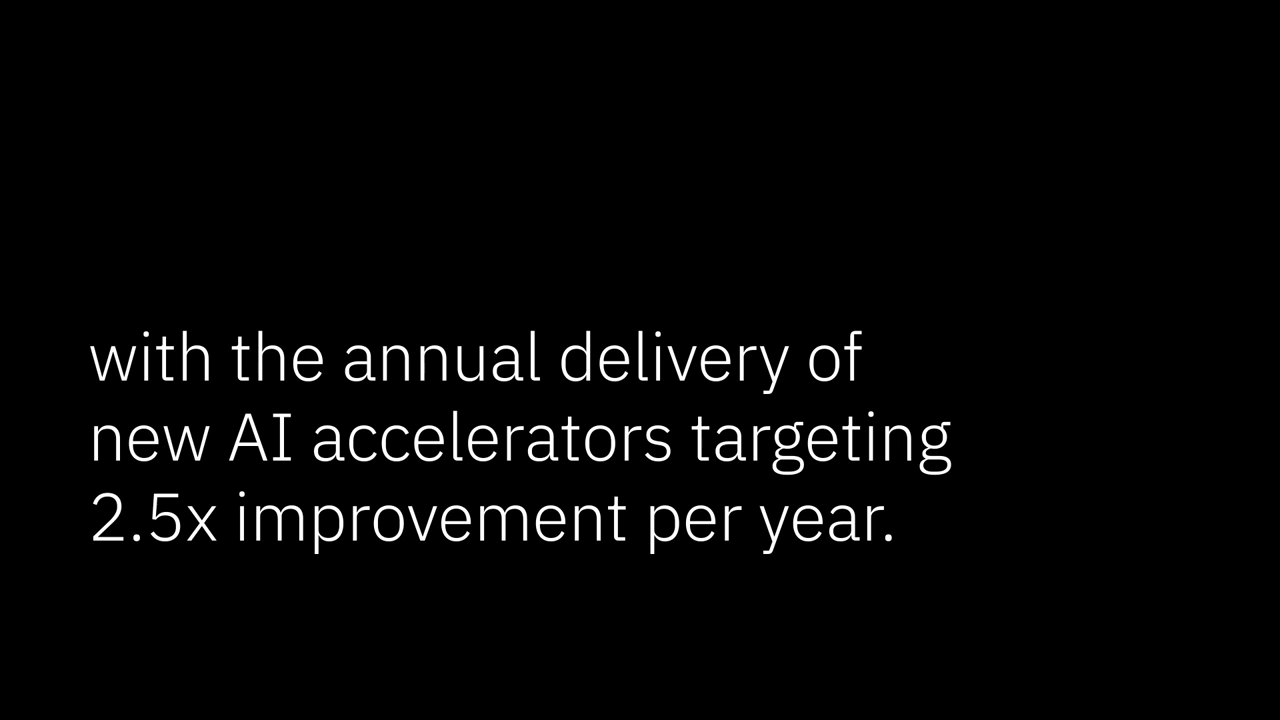 with the annual delivery of
new AI accelerators targeting
2.5x improvement per year.